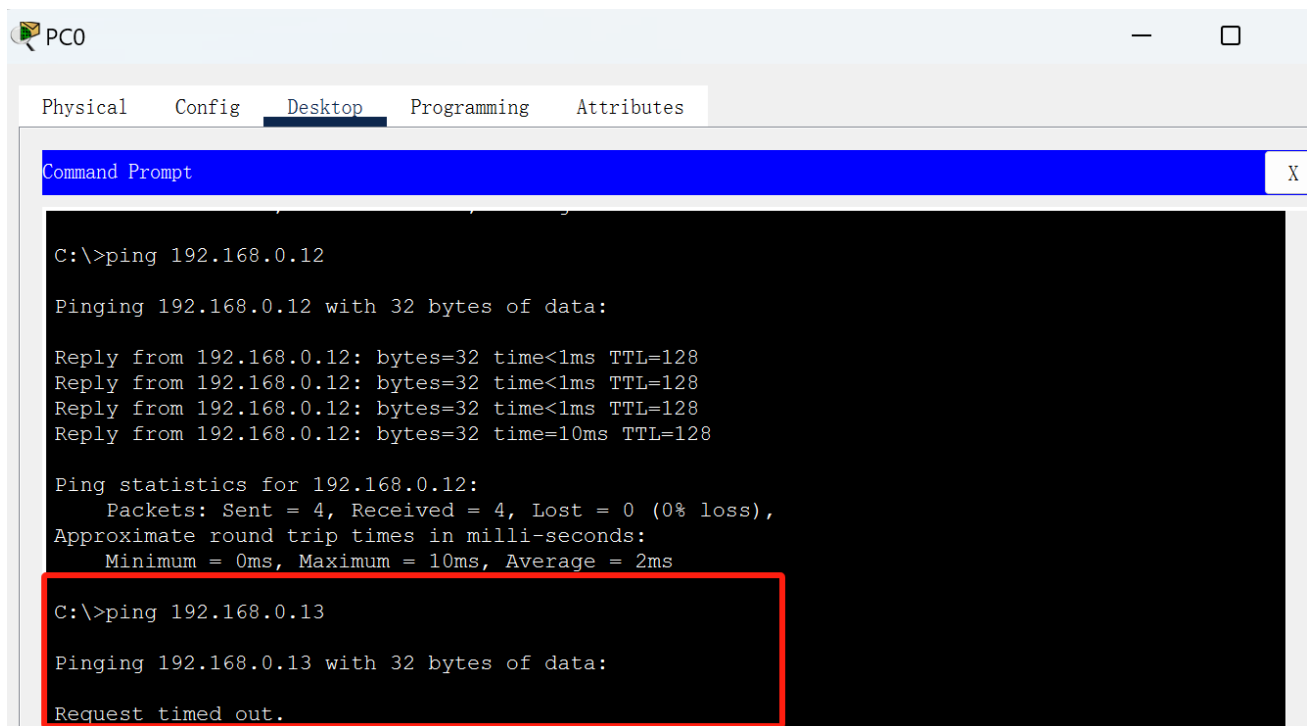 PC0
Physical Config Desktop Programming Attributes
Command Prompt
X
C:\>ping 192.168.0.12
Pinging 192.168.0.12 with 32 bytes of data:
Reply from 192.168.0.12: bytes=32 time<1ms TTL=128
Reply from 192.168.0.12: bytes=32 time<1ms TTL=128
Reply from 192.168.0.12: bytes=32 time<1ms TTL=128
Reply from 192.168.0.12: bytes=32 time=10ms TTL=128
Ping statistics for 192.168.0.12:
Packets: Sent = 4, Received = 4, Lost = 0 (0% loss),
Approximate round trip times in milli-seconds:
Minimum = 0ms, Maximum = 10ms, Average = 2ms
C:\>ping 192.168.0.13
Pinging 192.168.0.13 with 32 bytes of data:
Request timed out.